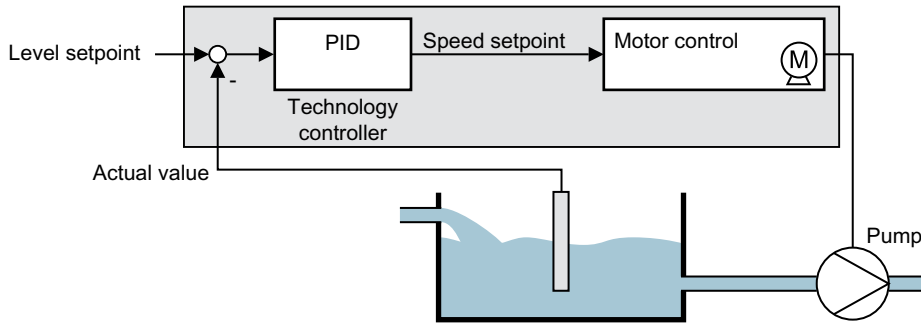 Level setpoint
PID
Speed setpoint
Motor control
M
-
Technology
controller
Actual value
Pump